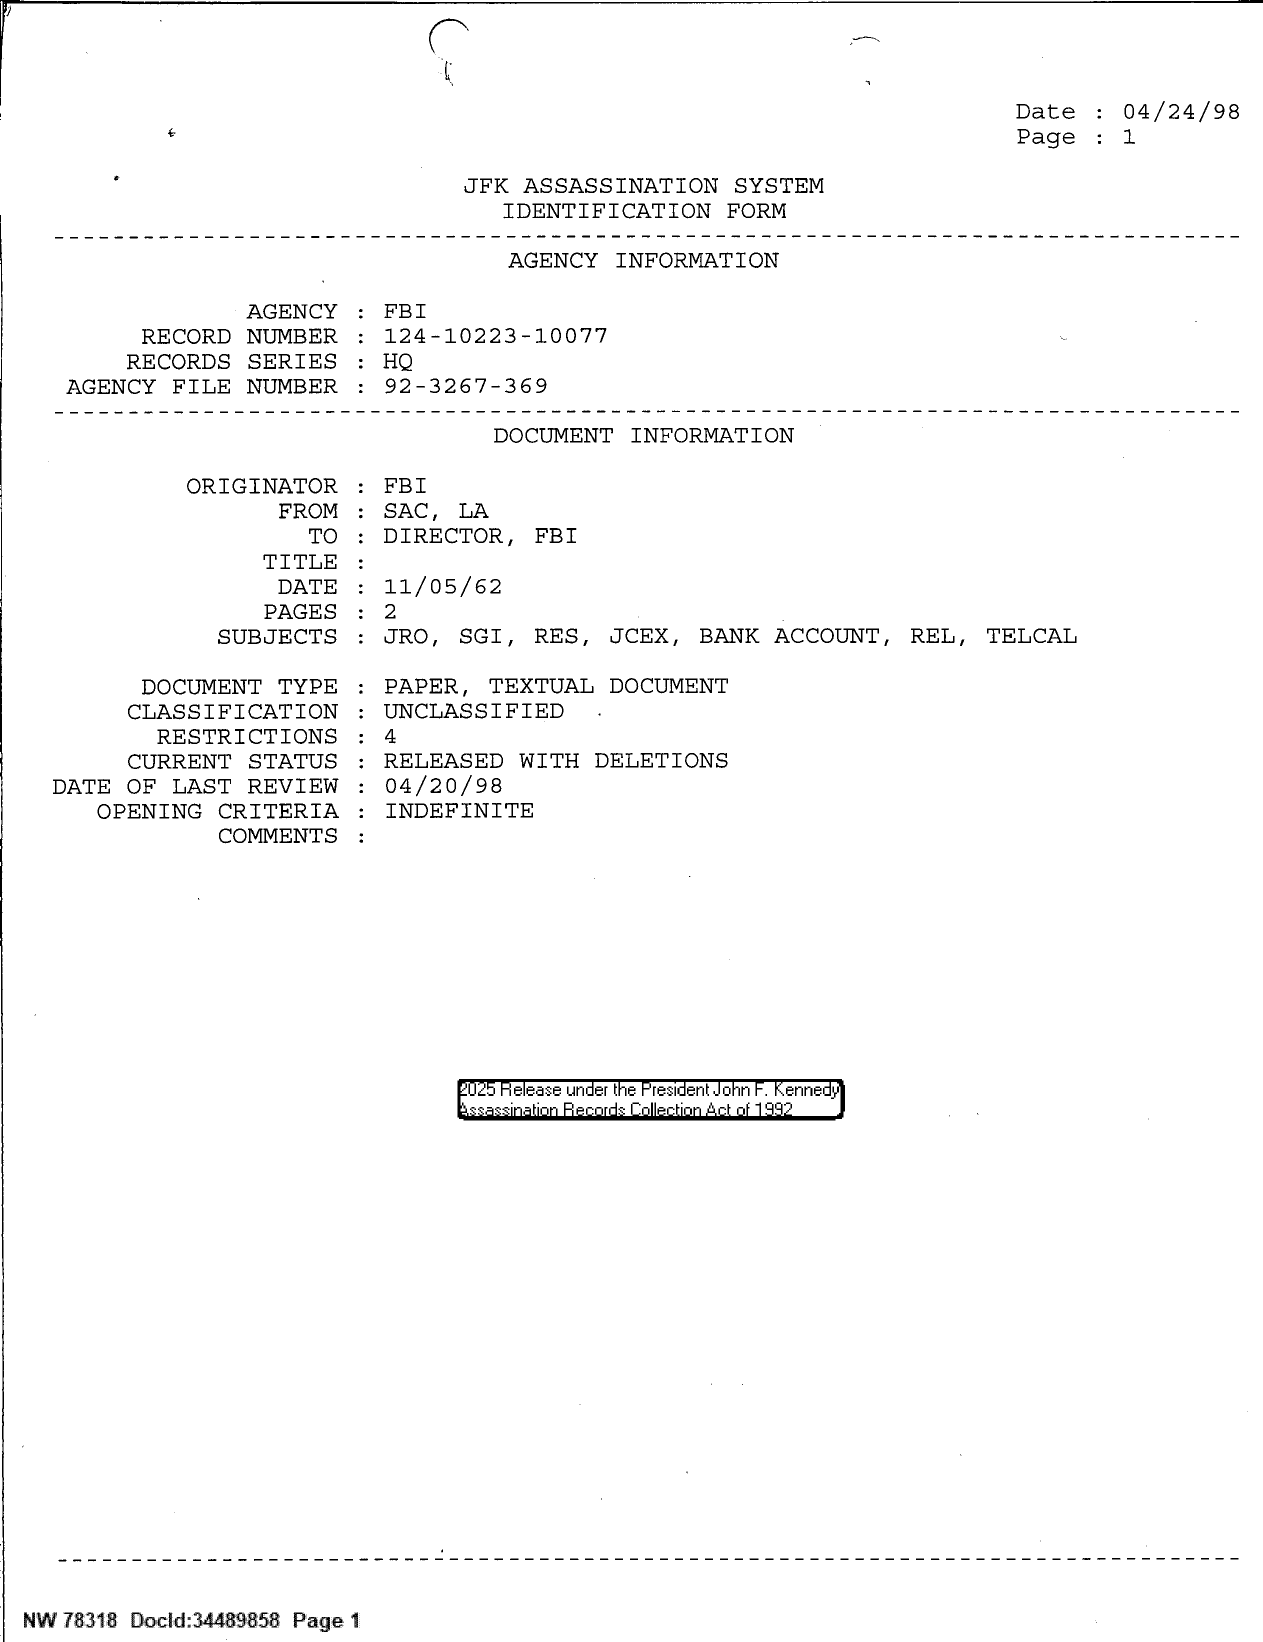 Date : 04/24/98
Page : 1
JFK ASSASSINATION SYSTEM
IDENTIFICATION FORM
AGENCY INFORMATION
AGENCY : FBI
RECORD NUMBER : 124-10223-10077
RECORDS SERIES : HQ
AGENCY FILE NUMBER : 92-3267-369
DOCUMENT INFORMATION
ORIGINATOR : FBI
FROM : SAC, LA
TO : DIRECTOR, FBI
TITLE :
DATE : 11/05/62
PAGES : 2
SUBJECTS : JRO, SGI, RES, JCEX, BANK ACCOUNT, REL, TELCAL
DOCUMENT TYPE : PAPER, TEXTUAL DOCUMENT
CLASSIFICATION : UNCLASSIFIED
RESTRICTIONS : 4
CURRENT STATUS : RELEASED WITH DELETIONS
DATE OF LAST REVIEW : 04/20/98
OPENING CRITERIA : INDEFINITE
COMMENTS :
2025 Release under the President John F. Kennedy
Assassination Records Collection Act of 1992
NW 78318 DocId:34489858 Page 1